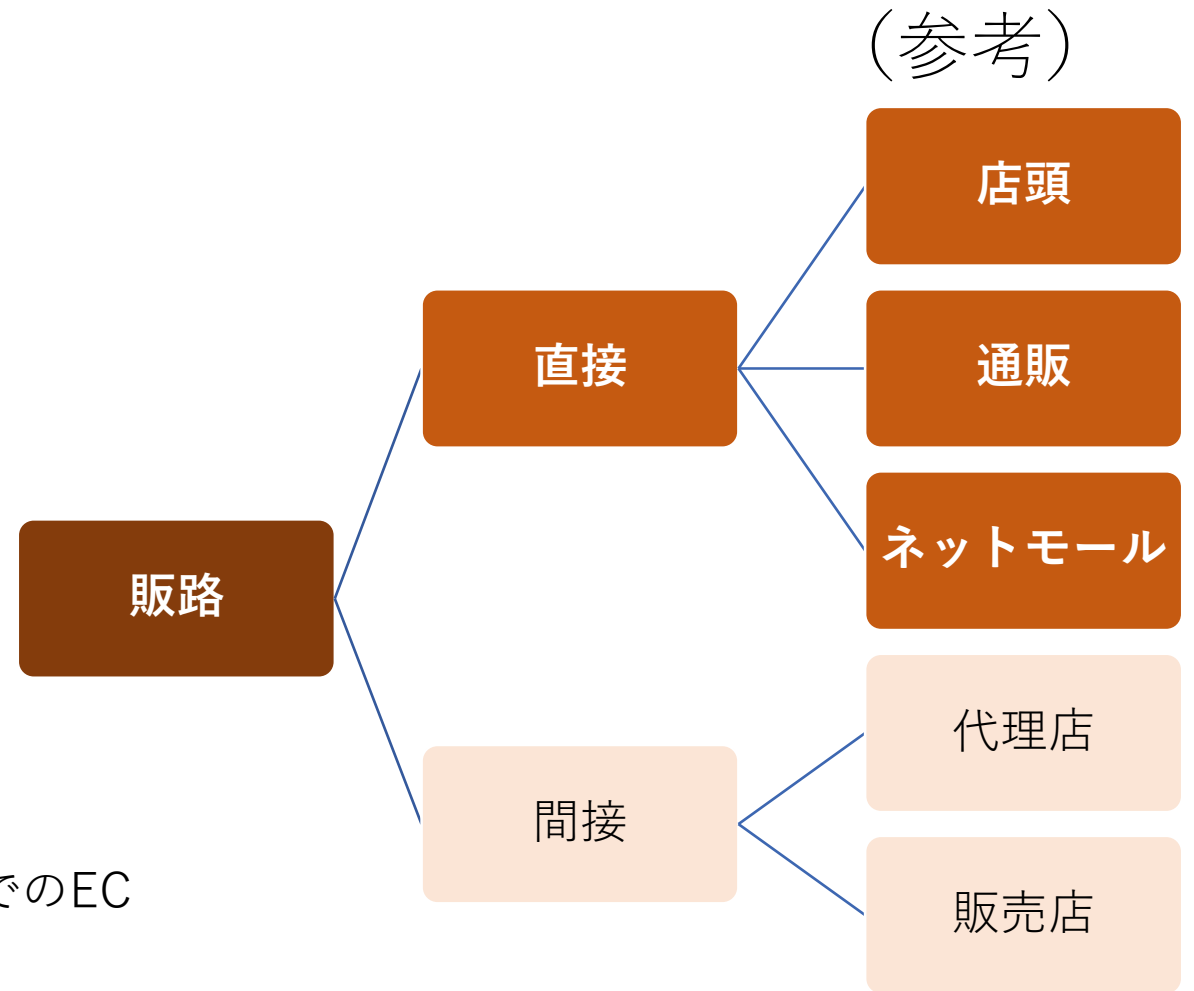 （参考）
店頭
直接
通販
ネットモール
販路
代理店
間接
でのEC
販売店